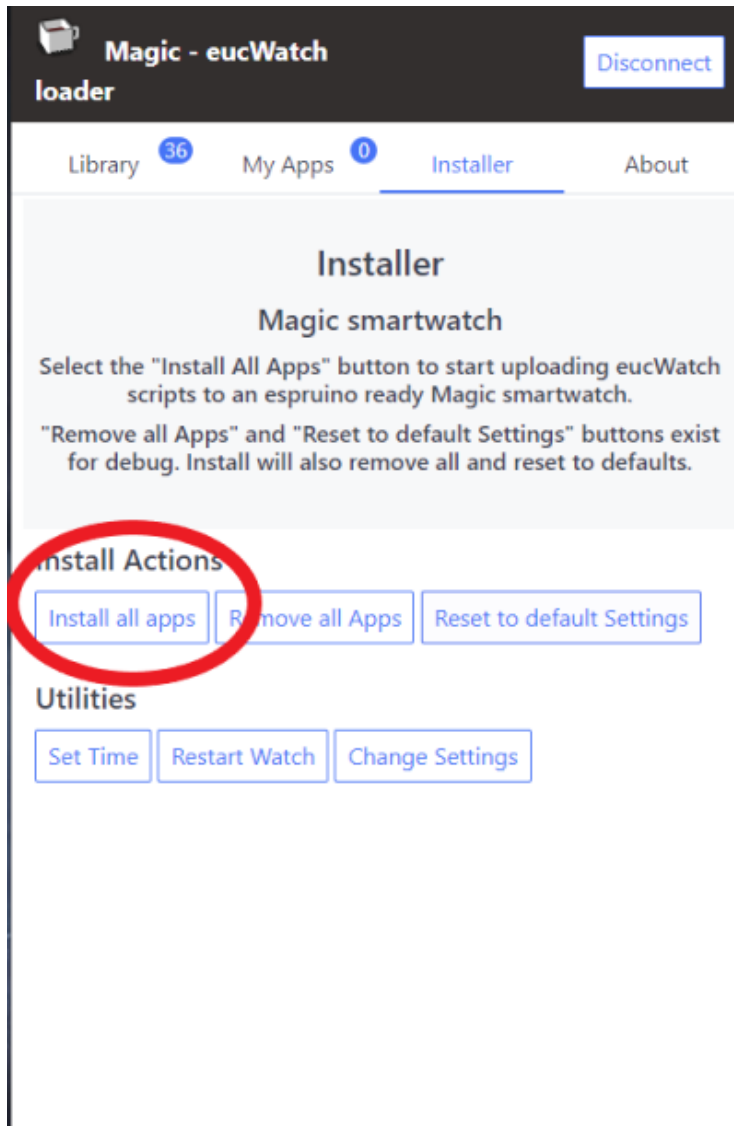 Magic - eucWatch
loader
Disconnect
Library 36 My Apps 0 Installer About
Installer
Magic smartwatch
Select the "Install All Apps" button to start uploading eucWatch
scripts to an espruino ready Magic smartwatch.
"Remove all Apps" and "Reset to default Settings" buttons exist
for debug. Install will also remove all and reset to defaults.
Install Actions
Install all apps Remove all Apps Reset to default Settings
Utilities
Set Time Restart Watch Change Settings